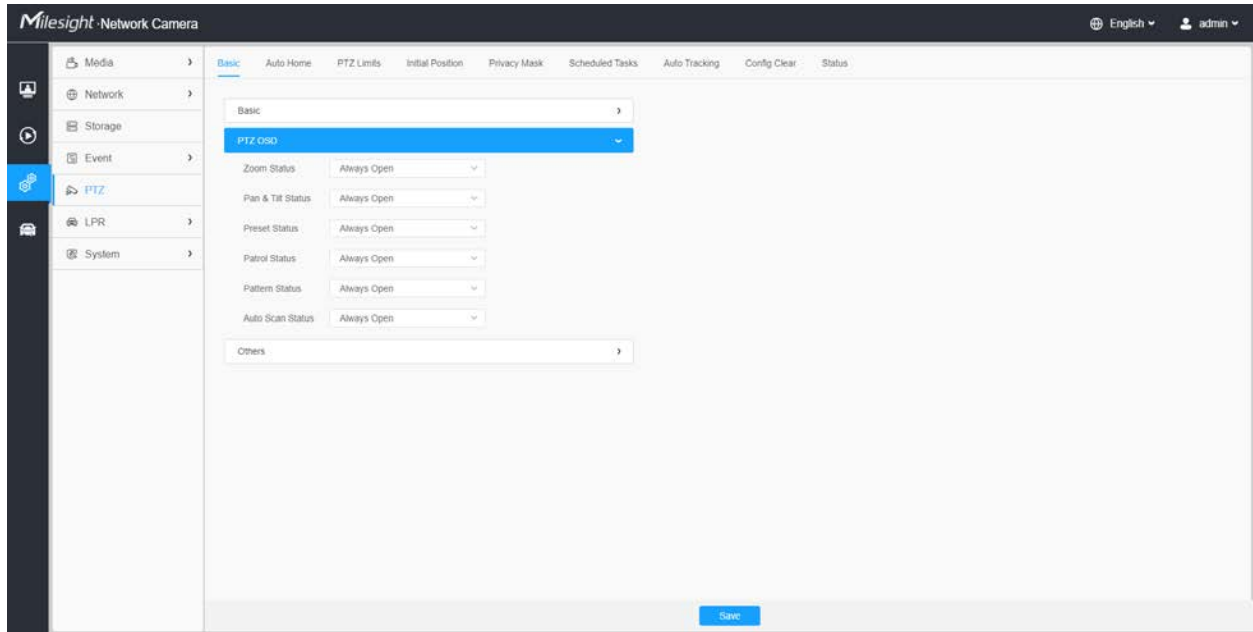 Milesight · Network Camera
English
admin
Media
Network
Storage
Event
PTZ
LPR
System
Basic Auto Home PTZ Limits Initial Position Privacy Mask Scheduled Tasks Auto Tracking Config Clear Status
Basic
PTZ OSD
Zoom Status Always Open
Pan & Tilt Status Always Open
Preset Status Always Open
Patrol Status Always Open
Pattern Status Always Open
Auto Scan Status Always Open
Others
Save